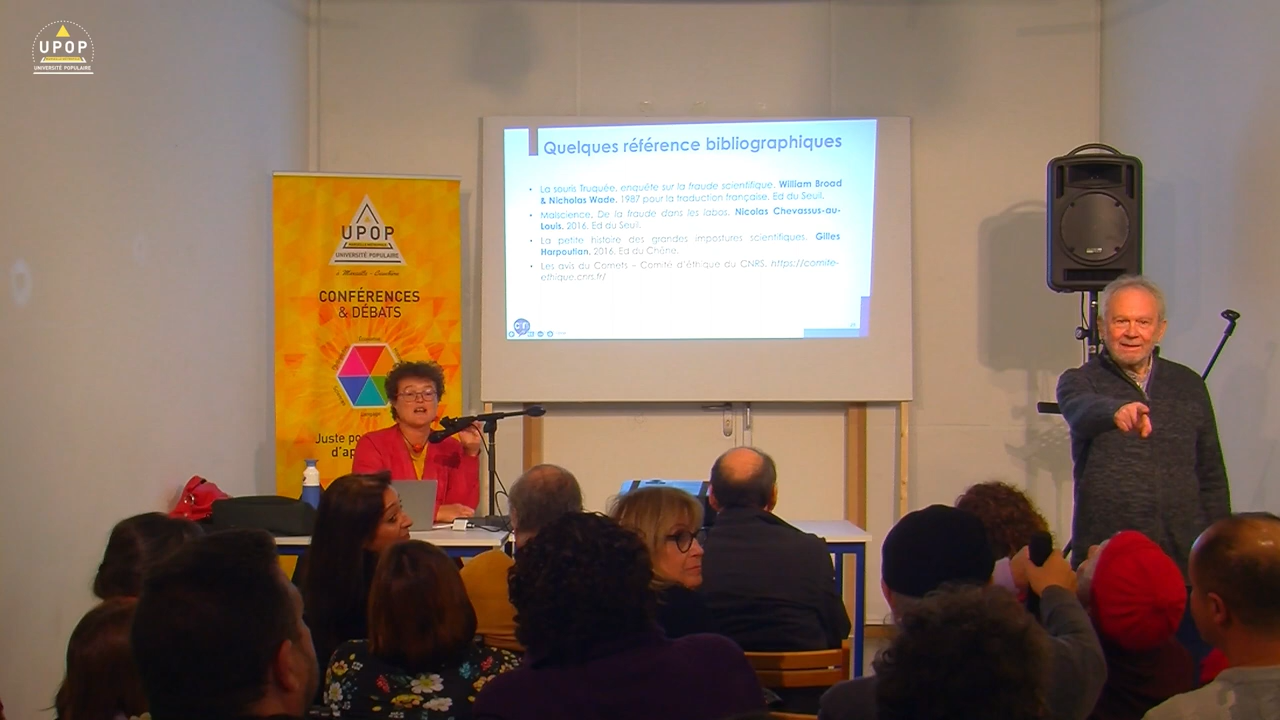 UPOP
UNIVERSITÉ POPULAIRE
Quelques référence bibliographiques
• La souris Truquée, enquête sur la fraude scientifique. William Broad
& Nicholas Wade. 1987 pour la traduction française. Ed du Seuil.
• Malscience. De la fraude dans les labos. Nicolas Chevassus-au-
Louis. 2016. Ed du Seuil.
• La petite histoire des grandes impostures scientifiques. Gilles
Harpoutian. 2016. Ed du Chêne.
• Les avis du Comets – Comité d'éthique du CNRS. https://comite-
ethique.cnrs.fr/
UPOP
UNIVERSITÉ POPULAIRE
à Marseille - Coucheère
CONFÉRENCES
& DÉBATS
Juste po
d'ap